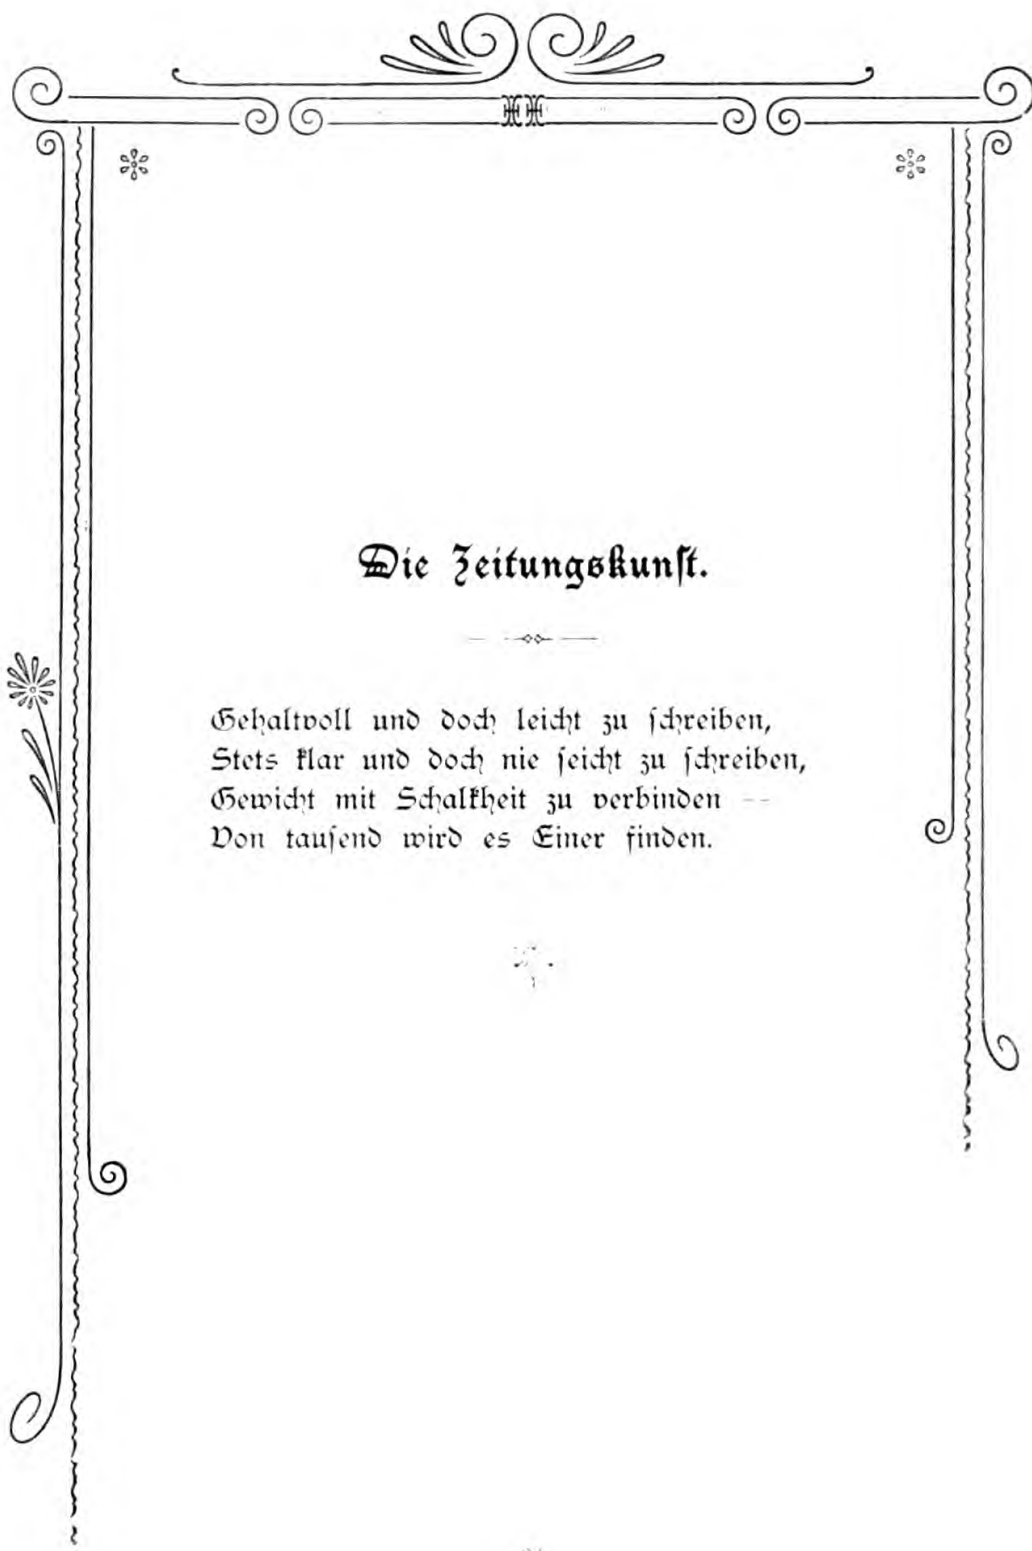 Die Zeitungskunst.
Gehaltvoll und doch leicht zu schreiben,
Stets klar und doch nie seicht zu schreiben,
Gewicht mit Schalkheit zu verbinden —
Von tausend wird es Einer finden.